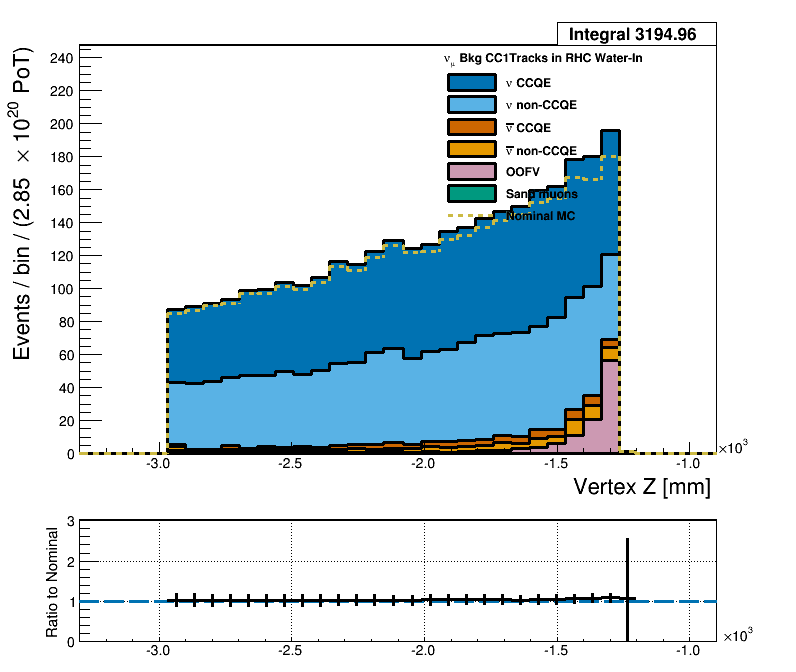 Integral 3194.96
νμ Bkg CC1Tracks in RHC Water-In
ν CCQE
ν non-CCQE
ν̅ CCQE
ν̅ non-CCQE
OOFV
Sand muons
Nominal MC
Events / bin / (2.85 × 10^20 PoT)
240
220
200
180
160
140
120
100
80
60
40
20
0
-3.0 -2.5 -2.0 -1.5 -1.0
×10^3
Vertex Z [mm]
Ratio to Nominal
3
2
1
0
-3.0 -2.5 -2.0 -1.5 -1.0
×10^3